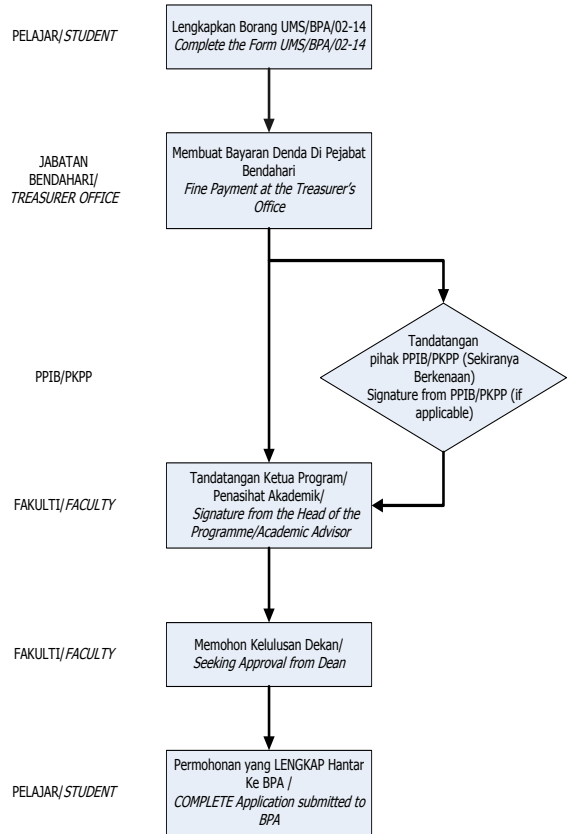 PELAJAR/STUDENT
Lengkapkan Borang UMS/BPA/02-14
Complete the Form UMS/BPA/02-14
JABATAN
BENDAHARI/
TREASURER OFFICE
Membuat Bayaran Denda Di Pejabat
Bendahari
Fine Payment at the Treasurer's
Office
PPIB/PKPP
Tandatangan
pihak PPIB/PKPP (Sekiranya
Berkenaan)
Signature from PPIB/PKPP (if
applicable)
FAKULTI/FACULTY
Tandatangan Ketua Program/
Penasihat Akademik/
Signature from the Head of the
Programme/Academic Advisor
FAKULTI/FACULTY
Memohon Kelulusan Dekan/
Seeking Approval from Dean
PELAJAR/STUDENT
Permohonan yang LENGKAP Hantar
Ke BPA /
COMPLETE Application submitted to
BPA